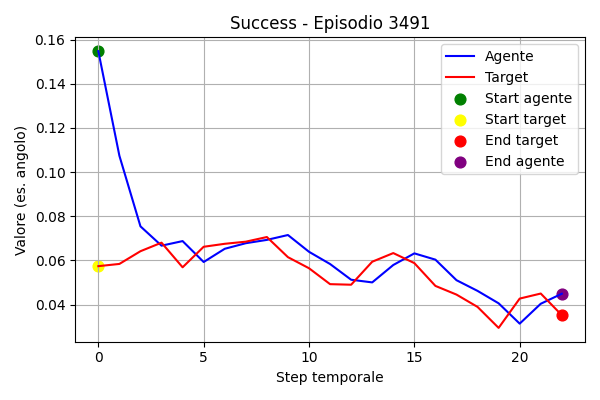 Success - Episodio 3491
Valore (es. angolo)
0.16
0.14
0.12
0.10
0.08
0.06
0.04
Agente
Target
Start agente
Start target
End target
End agente
0
5
10
15
20
Step temporale